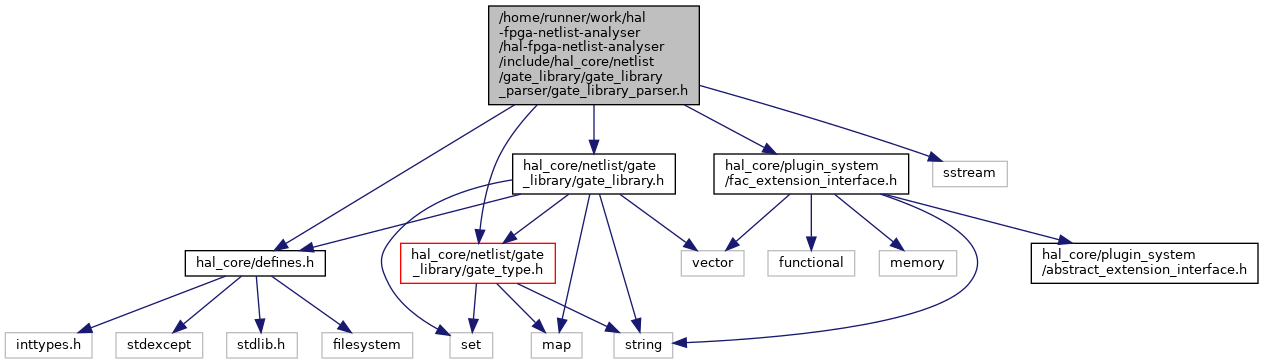 /home/runner/work/hal
-fpga-netlist-analyser
/hal-fpga-netlist-analyser
/include/hal_core/netlist
/gate_library/gate_library
_parser/gate_library_parser.h
hal_core/netlist/gate
_library/gate_library.h
hal_core/plugin_system
/fac_extension_interface.h
sstream
hal_core/defines.h
hal_core/netlist/gate
_library/gate_type.h
vector
functional
memory
hal_core/plugin_system
/abstract_extension_interface.h
inttypes.h
stdexcept
stdlib.h
filesystem
set
map
string